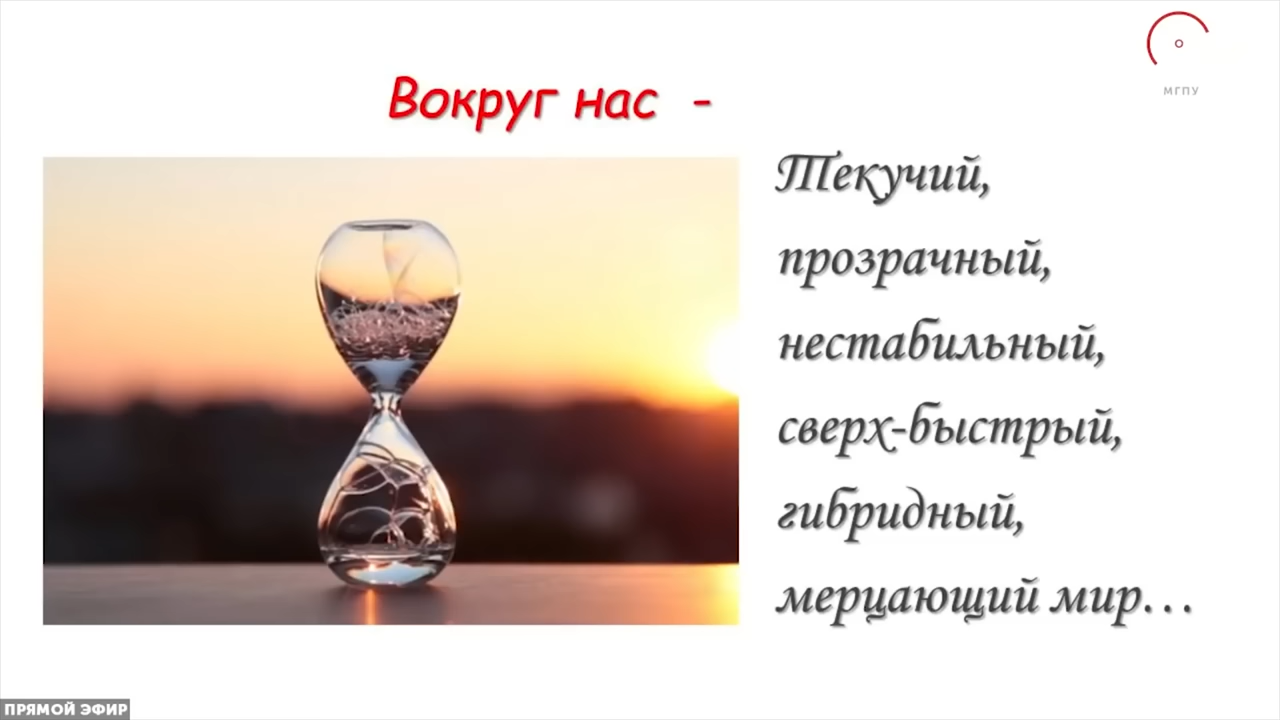 МГПУ
Вокруг нас -
Текучий,
прозрачный,
нестабильный,
сверх-быстрый,
гибридный,
мерцающий мир...
ПРЯМОЙ ЭФИР